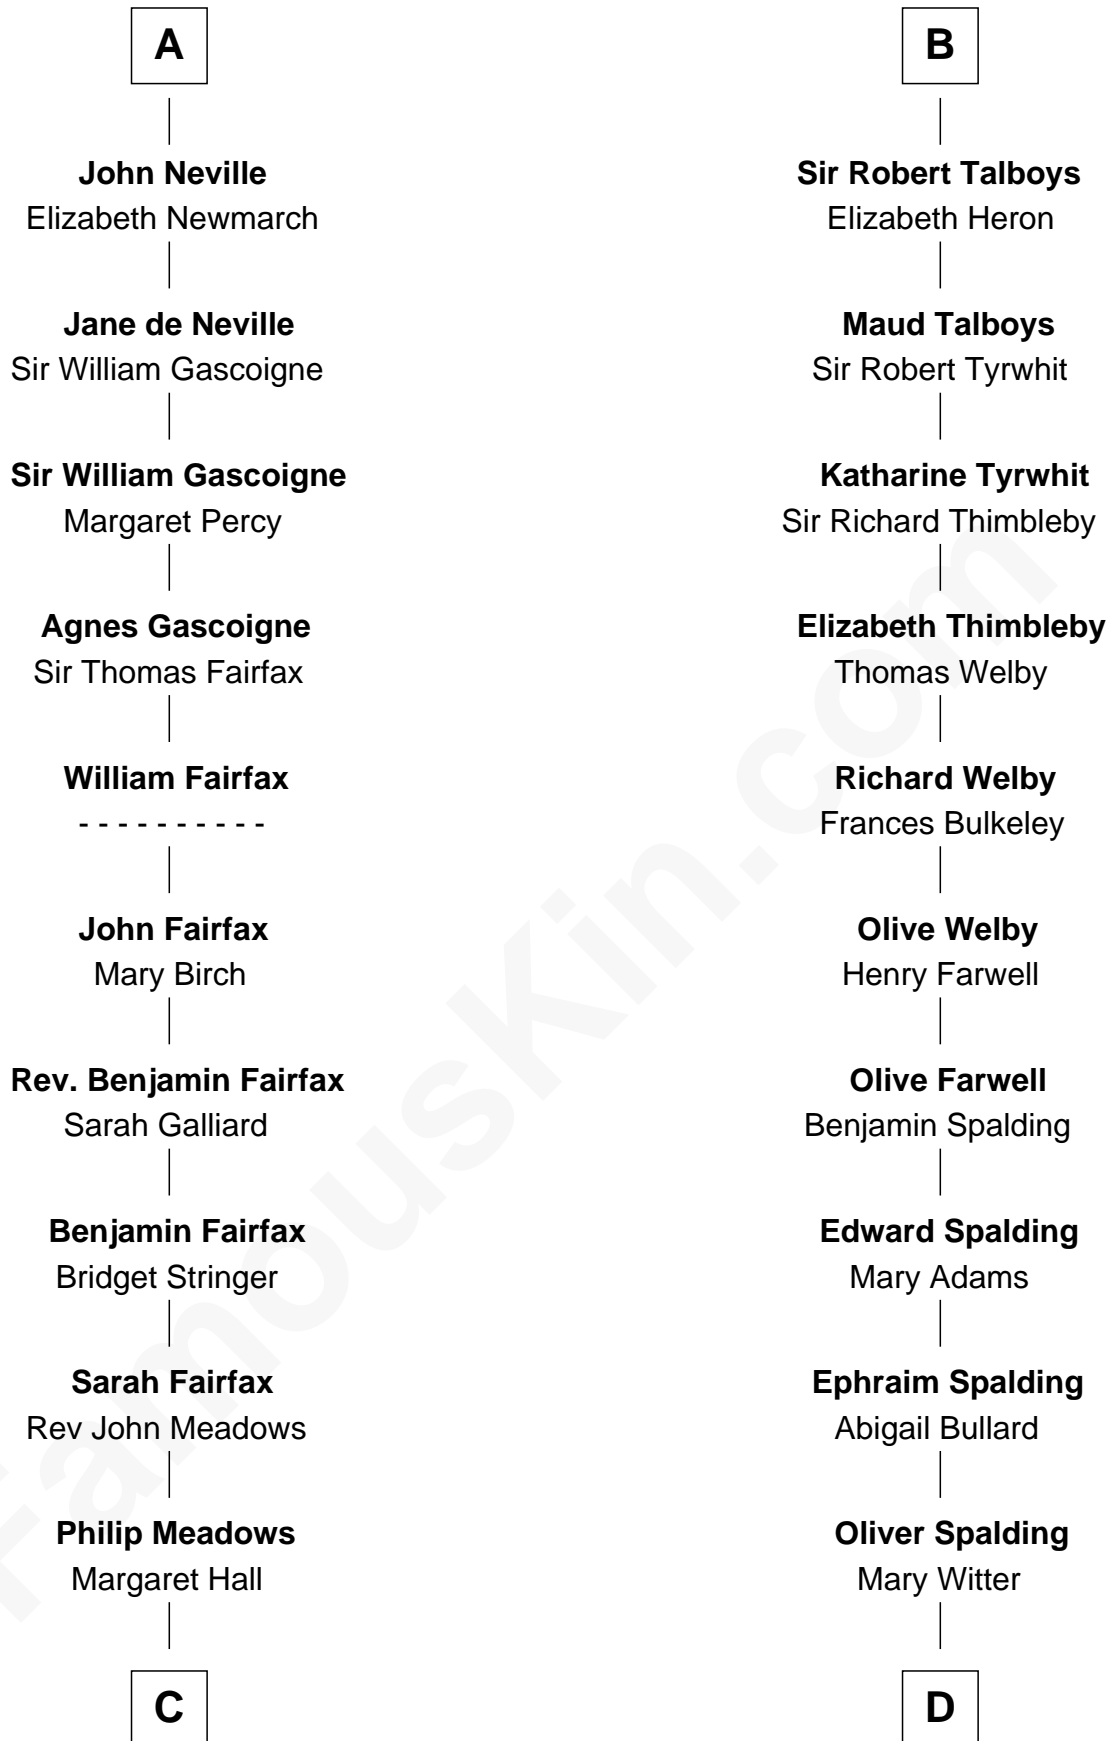 A
John Neville
Elizabeth Newmarch
Jane de Neville
Sir William Gascoigne
Sir William Gascoigne
Margaret Percy
Agnes Gascoigne
Sir Thomas Fairfax
William Fairfax
- - - - - - - - - -
John Fairfax
Mary Birch
Rev. Benjamin Fairfax
Sarah Galliard
Benjamin Fairfax
Bridget Stringer
Sarah Fairfax
Rev John Meadows
Philip Meadows
Margaret Hall
C
B
Sir Robert Talboys
Elizabeth Heron
Maud Talboys
Sir Robert Tyrwhit
Katharine Tyrwhit
Sir Richard Thimbleby
Elizabeth Thimbleby
Thomas Welby
Richard Welby
Frances Bulkeley
Olive Welby
Henry Farwell
Olive Farwell
Benjamin Spalding
Edward Spalding
Mary Adams
Ephraim Spalding
Abigail Bullard
Oliver Spalding
Mary Witter
D
FamousKin.com